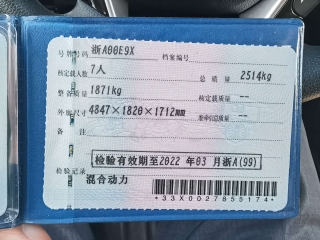 号牌号码 浙A00E9X 档案编号
核定载人数 7人 总质量 2514kg
整备质量 1871kg 核定载质量 --
外廓尺寸 4847×1820×1712mm 准牵引总质量 --
备注
检验有效期至2022 年03 月浙A(99)
检验记录
混合动力
*33X0027855174*